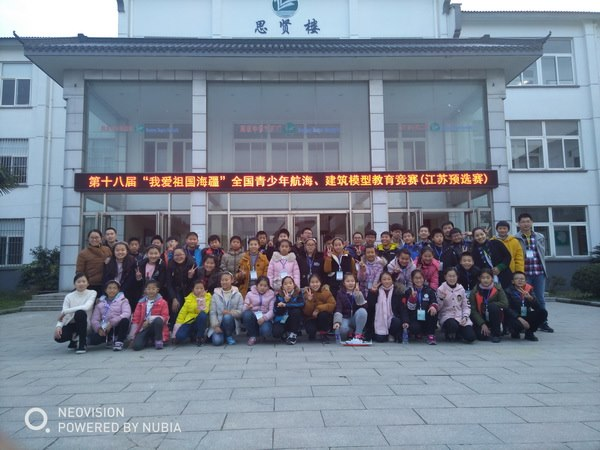 思贤楼
第十八届“我爱祖国海疆”全国青少年航海、建筑模型教育竞赛(江苏预选赛)
NEOVISION
POWERED BY NUBIA